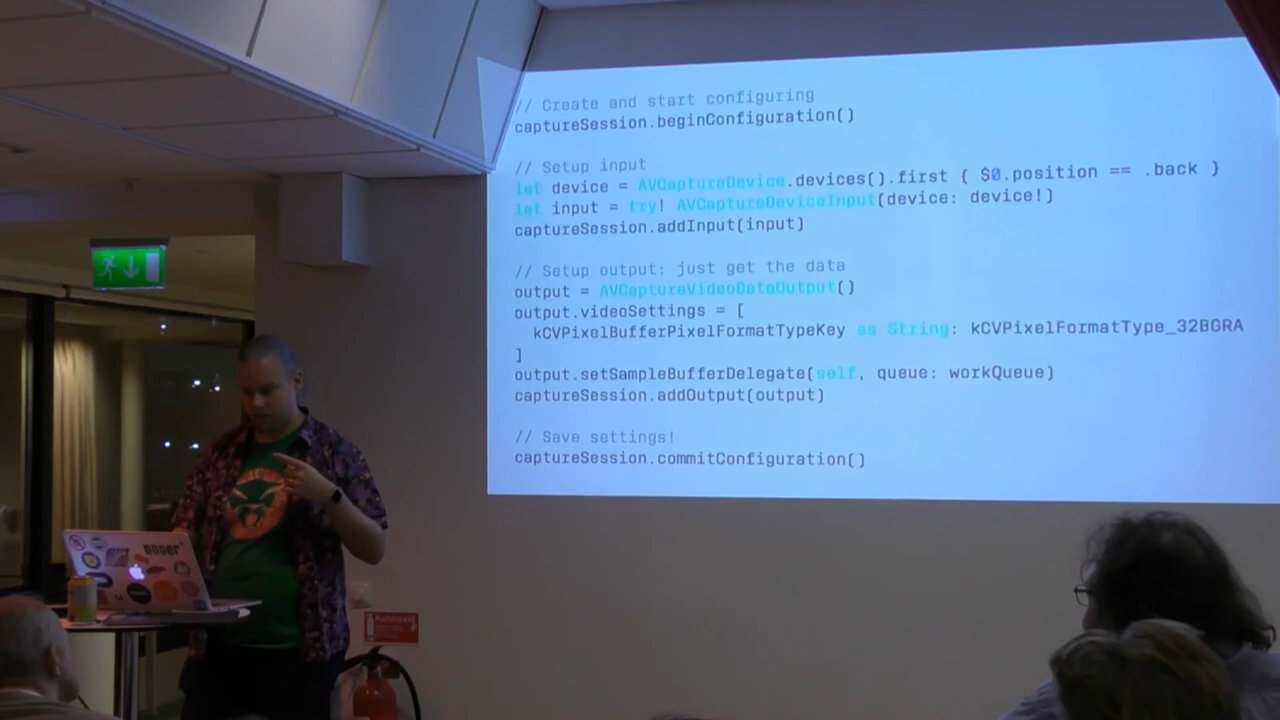 // Create and start configuring
captureSession.beginConfiguration()
// Setup input
let device = AVCaptureDevice.devices().first { $0.position == .back }
let input = try! AVCaptureDeviceInput(device: device!)
captureSession.addInput(input)
// Setup output: just get the data
output = AVCaptureVideoDataOutput()
output.videoSettings = [
kCVPixelBufferPixelFormatTypeKey as String: kCVPixelFormatType_32BGRA
]
output.setSampleBufferDelegate(self, queue: workQueue)
captureSession.addOutput(output)
// Save settings!
captureSession.commitConfiguration()